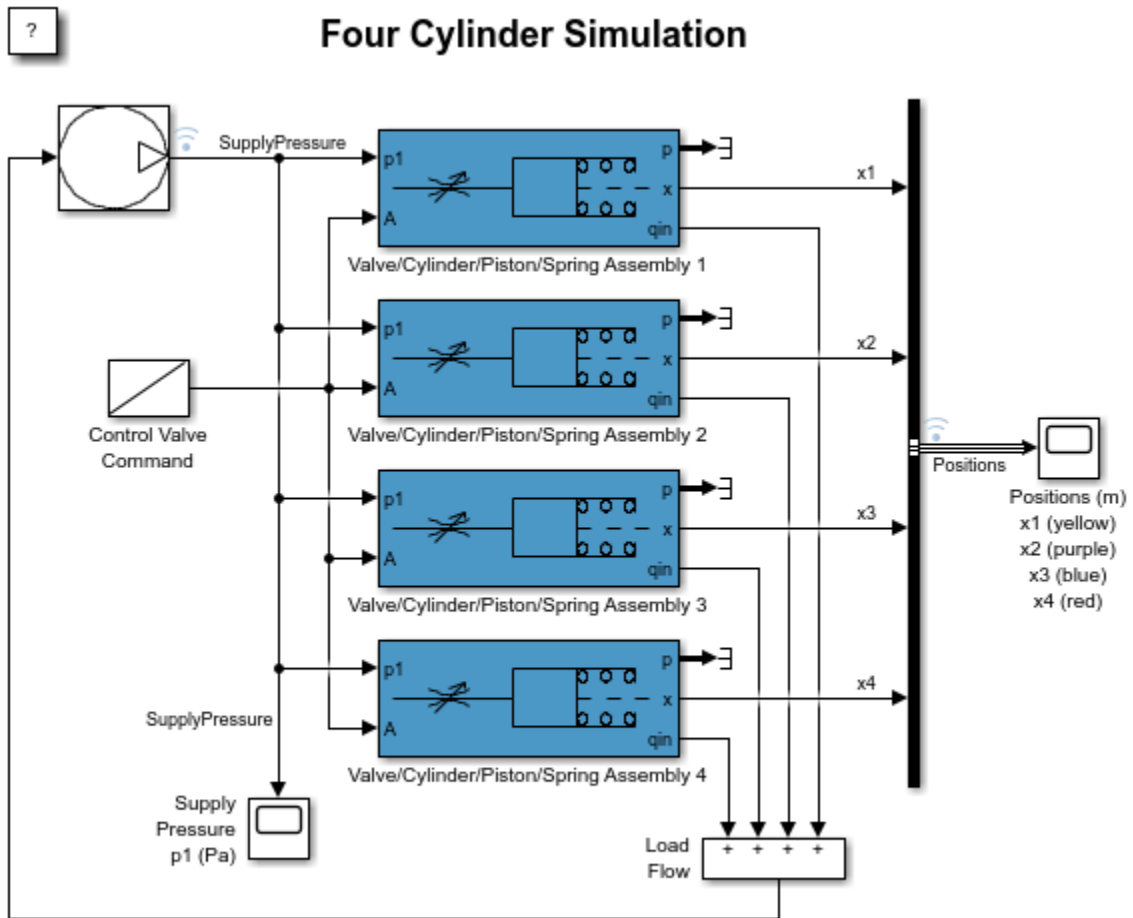 ?
Four Cylinder Simulation
SupplyPressure
p1
A
p
x
qin
x1
Valve/Cylinder/Piston/Spring Assembly 1
p1
A
p
x
qin
x2
Valve/Cylinder/Piston/Spring Assembly 2
Control Valve
Command
p1
A
p
x
qin
x3
Valve/Cylinder/Piston/Spring Assembly 3
Positions
Positions (m)
x1 (yellow)
x2 (purple)
x3 (blue)
x4 (red)
p1
A
p
x
qin
x4
Valve/Cylinder/Piston/Spring Assembly 4
SupplyPressure
Supply
Pressure
p1 (Pa)
Load
Flow
+ + + +